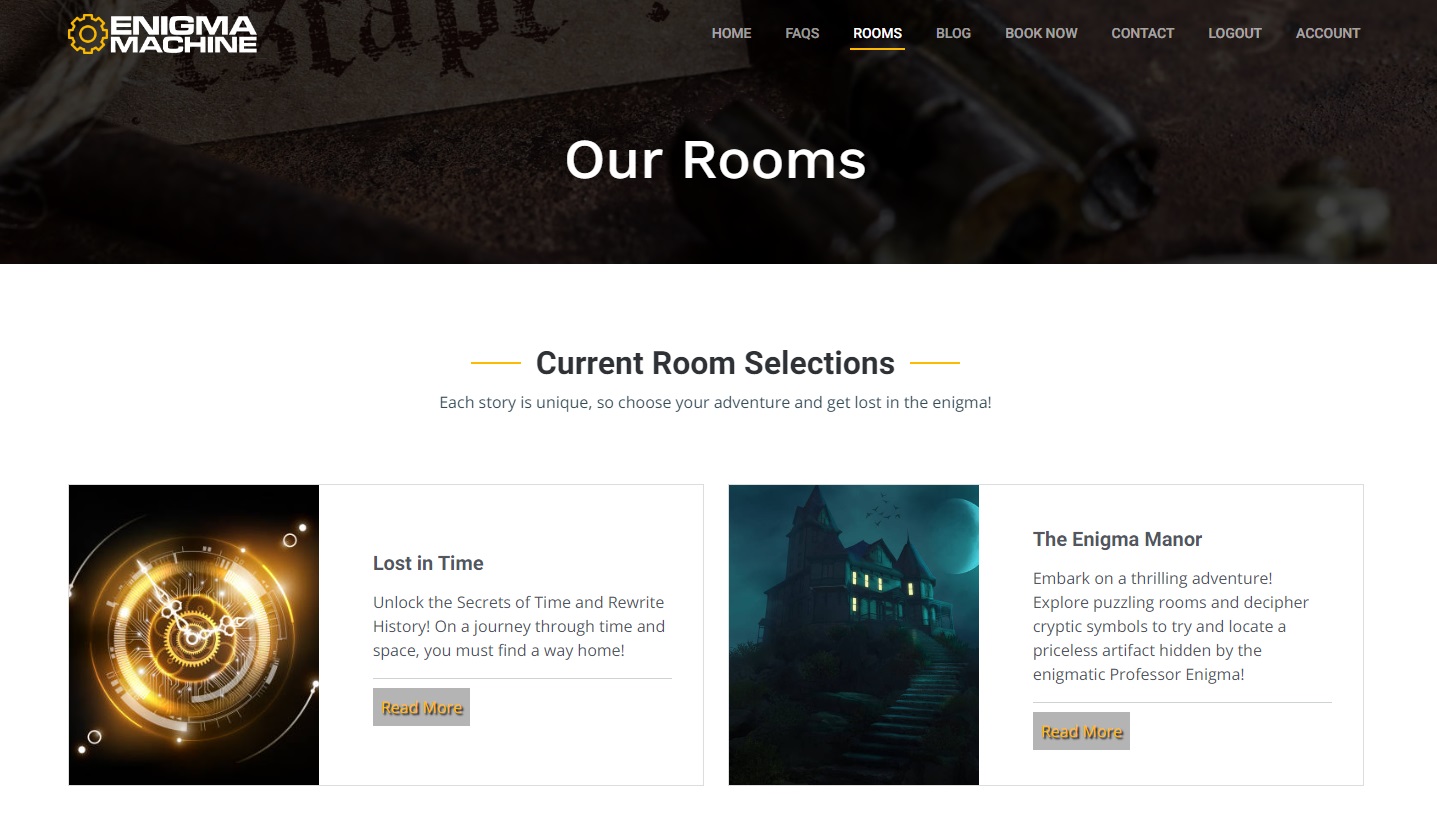 Escape
ENIGMA
MACHINE
HOME FAQS ROOMS BLOG BOOK NOW CONTACT LOGOUT ACCOUNT
Our Rooms
Current Room Selections
Each story is unique, so choose your adventure and get lost in the enigma!
Lost in Time
Unlock the Secrets of Time and Rewrite
History! On a journey through time and
space, you must find a way home!
Read More
The Enigma Manor
Embark on a thrilling adventure!
Explore puzzling rooms and decipher
cryptic symbols to try and locate a
priceless artifact hidden by the
enigmatic Professor Enigma!
Read More